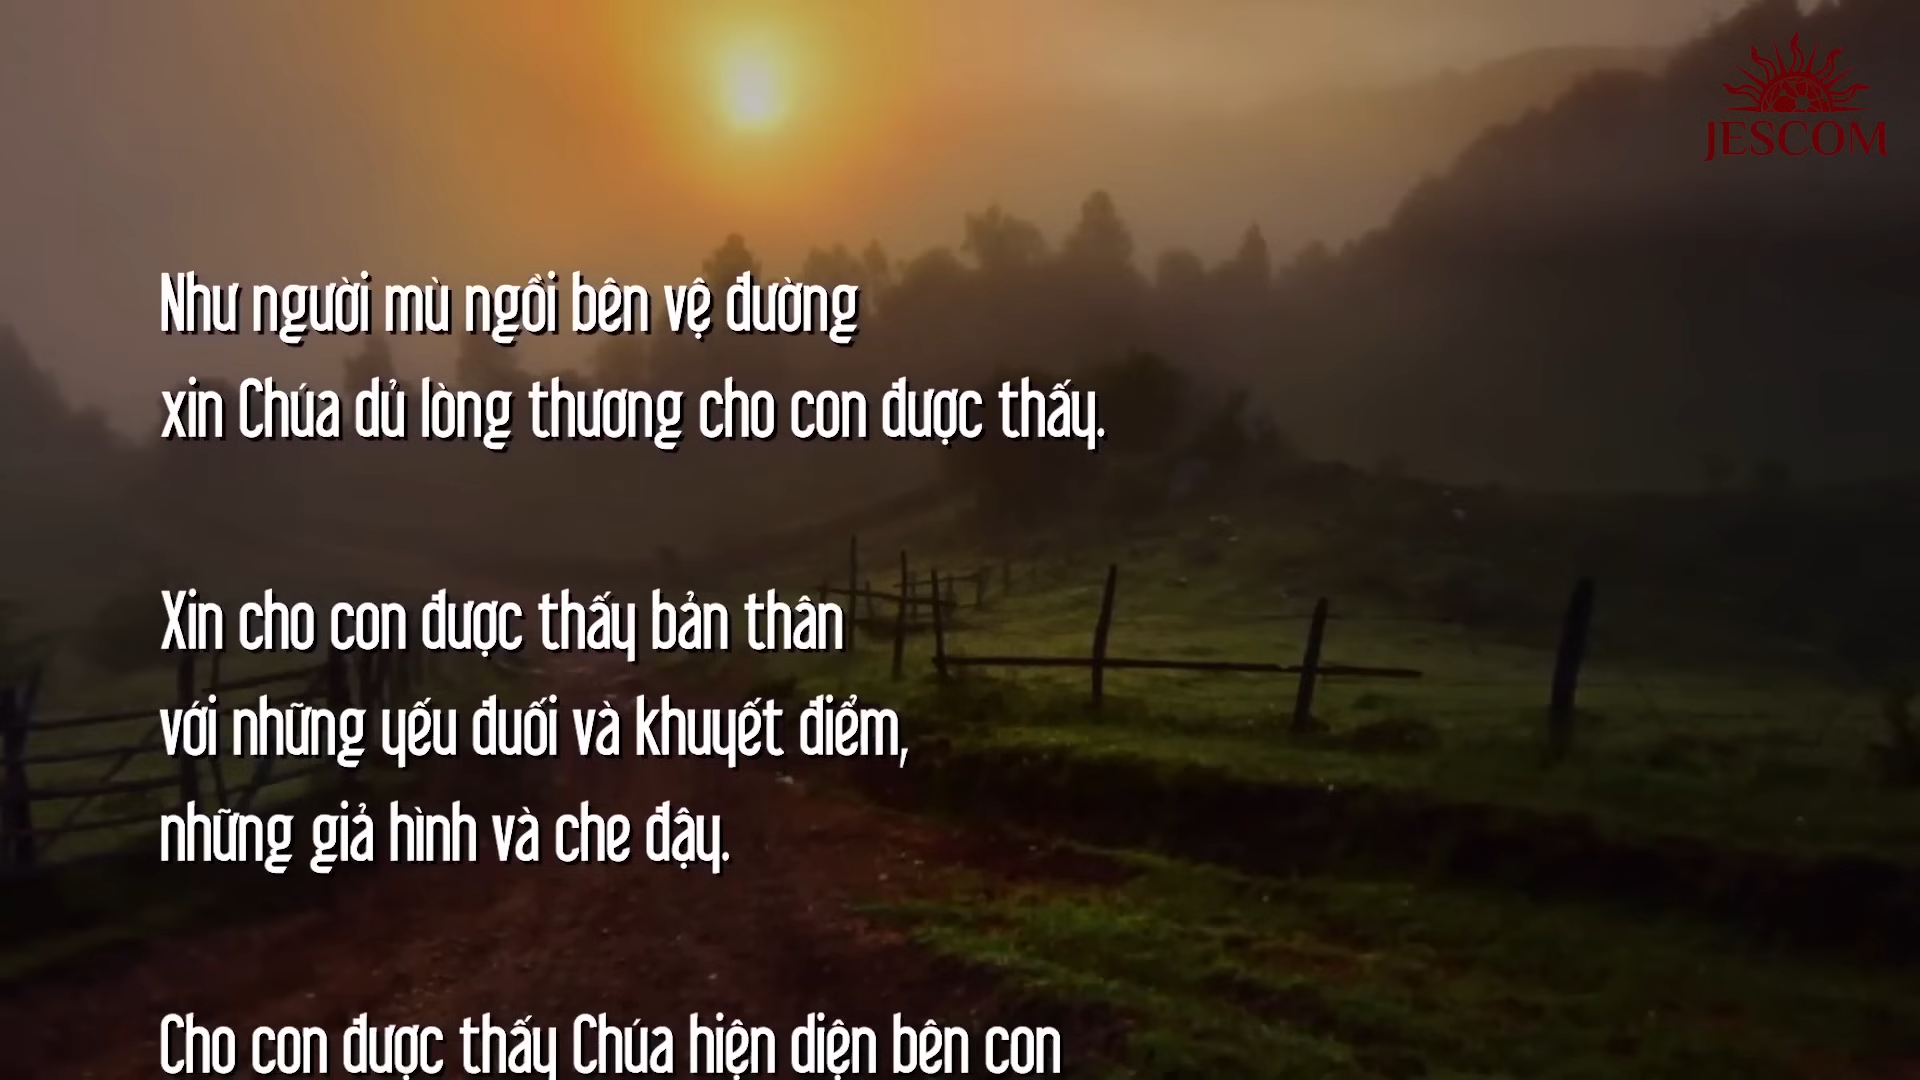 JESCOM
Như người mù ngồi bên vệ đường
xin Chúa dủ lòng thương cho con được thấy.
Xin cho con được thấy bản thân
với những yếu đuối và khuyết điểm,
những giả hình và che đậy.
Cho con được thấy Chúa hiện diện bên con